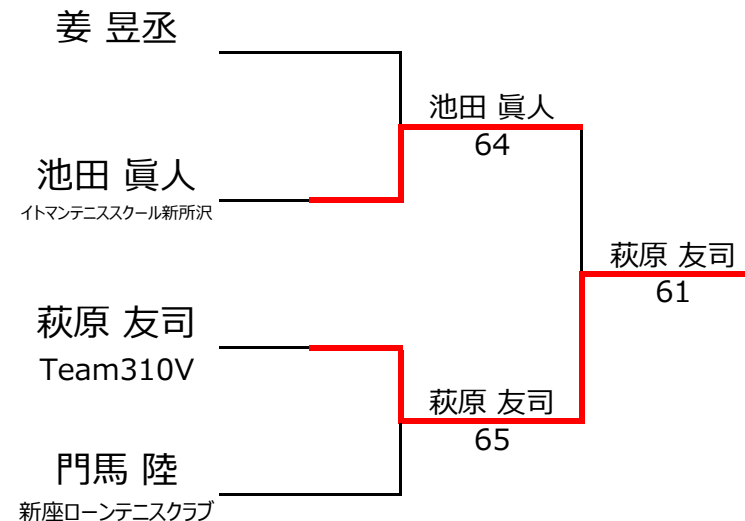 姜 昱丞
池田 眞人
64
池田 眞人
イトマンテニススクール新所沢
萩原 友司
61
萩原 友司
Team310V
萩原 友司
65
門馬 陸
新座ローンテニスクラブ